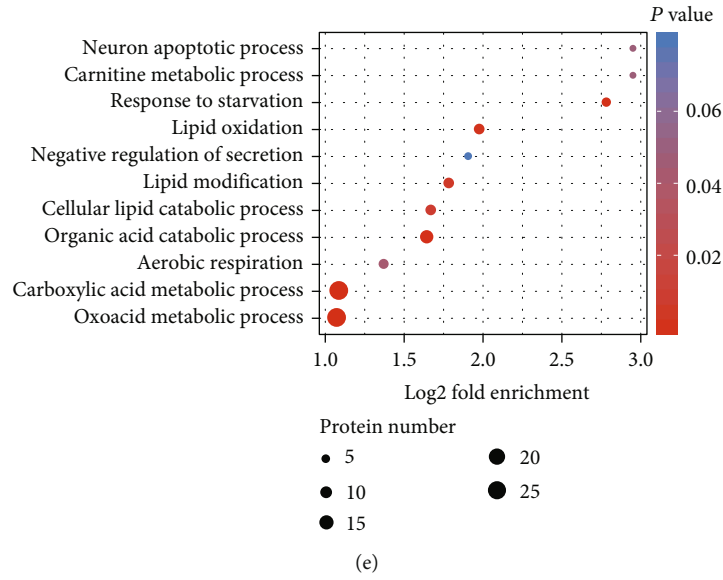 P value
Neuron apoptotic process
Carnitine metabolic process
Response to starvation
Lipid oxidation
Negative regulation of secretion
Lipid modification
Cellular lipid catabolic process
Organic acid catabolic process
Aerobic respiration
Carboxylic acid metabolic process
Oxoacid metabolic process
0.06
0.04
0.02
1.0 1.5 2.0 2.5 3.0
Log2 fold enrichment
Protein number
5 20
10 25
15
(e)